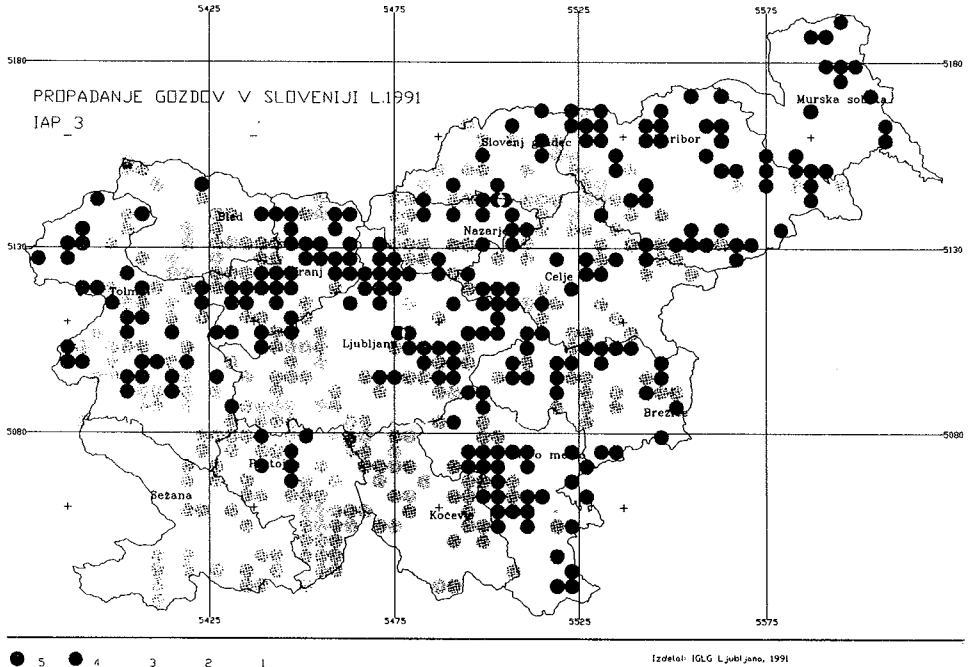 5425 5475 5525 5575
5180 5180
PROPADANJE GOZDOV V SLOVENIJI L.1991
IAP_3
Murska sobota
Slovenj gradec
Maribor
Bled
Nazarje
5130 5130
Kranj
Celje
Tolmin
Ljubljana
Brežice
5080 5080
Novo mesto
Postojna
Sežana
Kočevje
5425 5475 5525 5575
5 4 3 2 1
Izdelal: IGLG Ljubljana, 1991